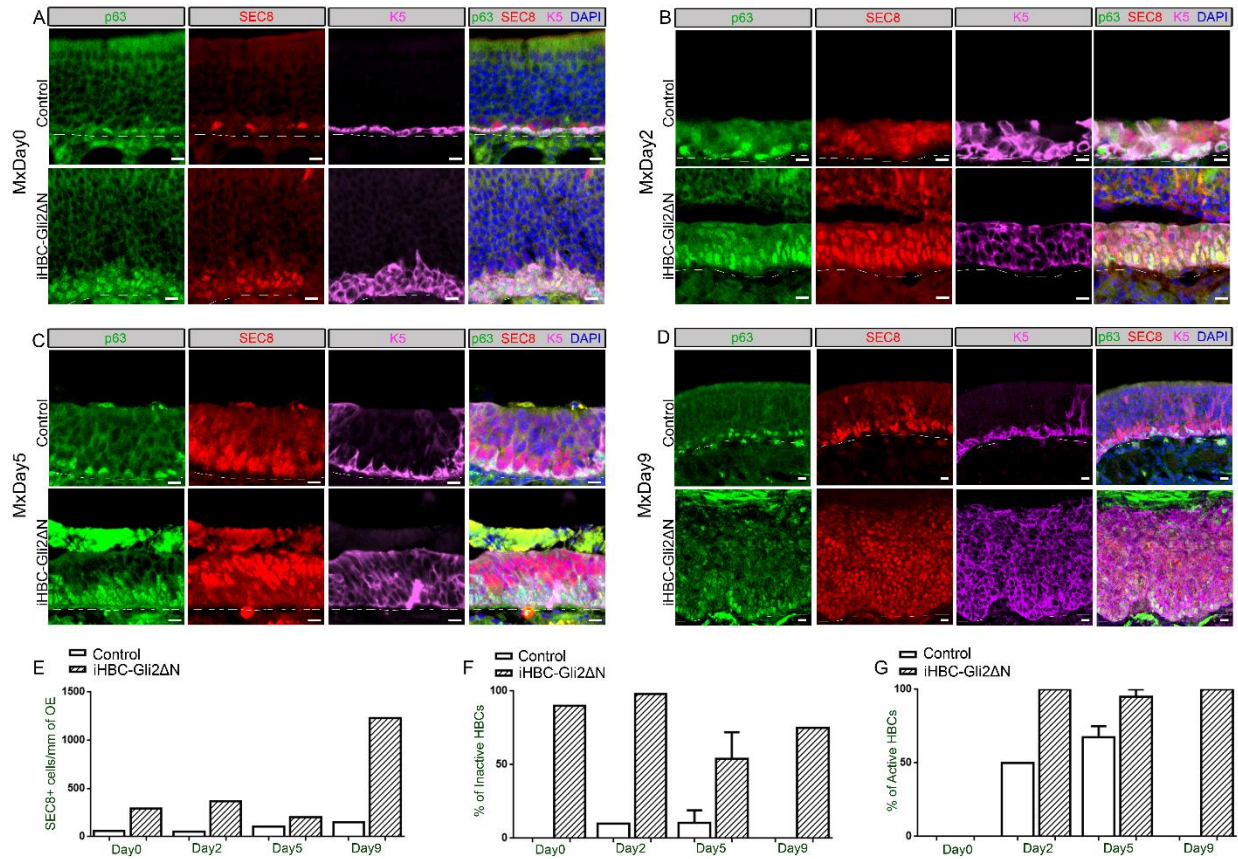 A
p63
SEC8
K5
p63 SEC8 K5 DAPI
MxDay0
Control
iHBC-Gli2ΔN
B
p63
SEC8
K5
p63 SEC8 K5 DAPI
MxDay2
Control
iHBC-Gli2ΔN
C
p63
SEC8
K5
p63 SEC8 K5 DAPI
MxDay5
Control
iHBC-Gli2ΔN
D
p63
SEC8
K5
p63 SEC8 K5 DAPI
MxDay9
Control
iHBC-Gli2ΔN
E
Control
iHBC-Gli2ΔN
SEC8+ cells/mm of OE
1500
1000
500
0
Day0 Day2 Day5 Day9
F
Control
iHBC-Gli2ΔN
% of Inactive HBCs
100
50
0
Day0 Day2 Day5 Day9
G
Control
iHBC-Gli2ΔN
% of Active HBCs
100
50
0
Day0 Day2 Day5 Day9